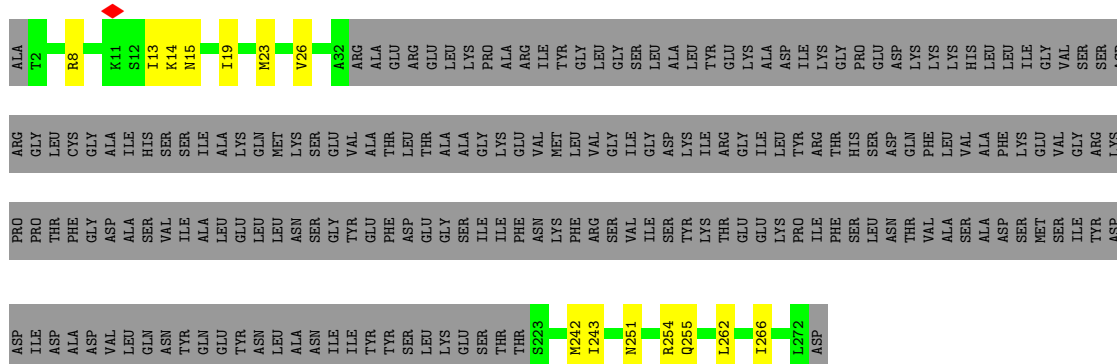 ALA T2 R8 K11 S12 I13 K14 N15 I19 M23 V26 A32 ARG ALA GLU ARG GLU LEU LYS PRO ALA ARG ILE TYR GLY LEU GLY SER LEU ALA LEU TYR GLU LYS ALA ASP ILE LYS GLY PRO GLU ASP LYS LYS LYS HIS LEU LEU ILE GLY VAL SER SER
ARG GLY LEU CYS GLY ALA ILE HIS SER SER ILE ALA LYS GLN MET LYS SER GLU VAL ALA THR LEU THR ALA ALA GLY LYS GLU VAL MET LEU VAL GLY ILE GLY ASP LYS ILE ARG GLY ILE LEU TYR ARG THR HIS SER ASP GLN PHE LEU VAL ALA PHE LYS GLU VAL GLY ARG LYS
PRO PRO THR PHE GLY ASP ALA SER VAL ILE ALA LEU GLU LEU LEU ASN SER GLY TYR GLU PHE ASP GLU GLY SER ILE ILE PHE ASN LYS PHE ARG SER VAL ILE SER TYR LYS THR GLU GLU LYS PRO ILE PHE SER LEU ASN THR VAL ALA SER ALA ASP SER MET SER ILE TYR ASP
ASP ILE ASP ALA ASP VAL LEU GLN ASN TYR GLN GLU TYR ASN LEU ALA ASN ILE ILE TYR TYR SER LEU LYS GLU SER THR THR S223 M242 I243 N251 R254 Q255 L262 I266 L272 ASP